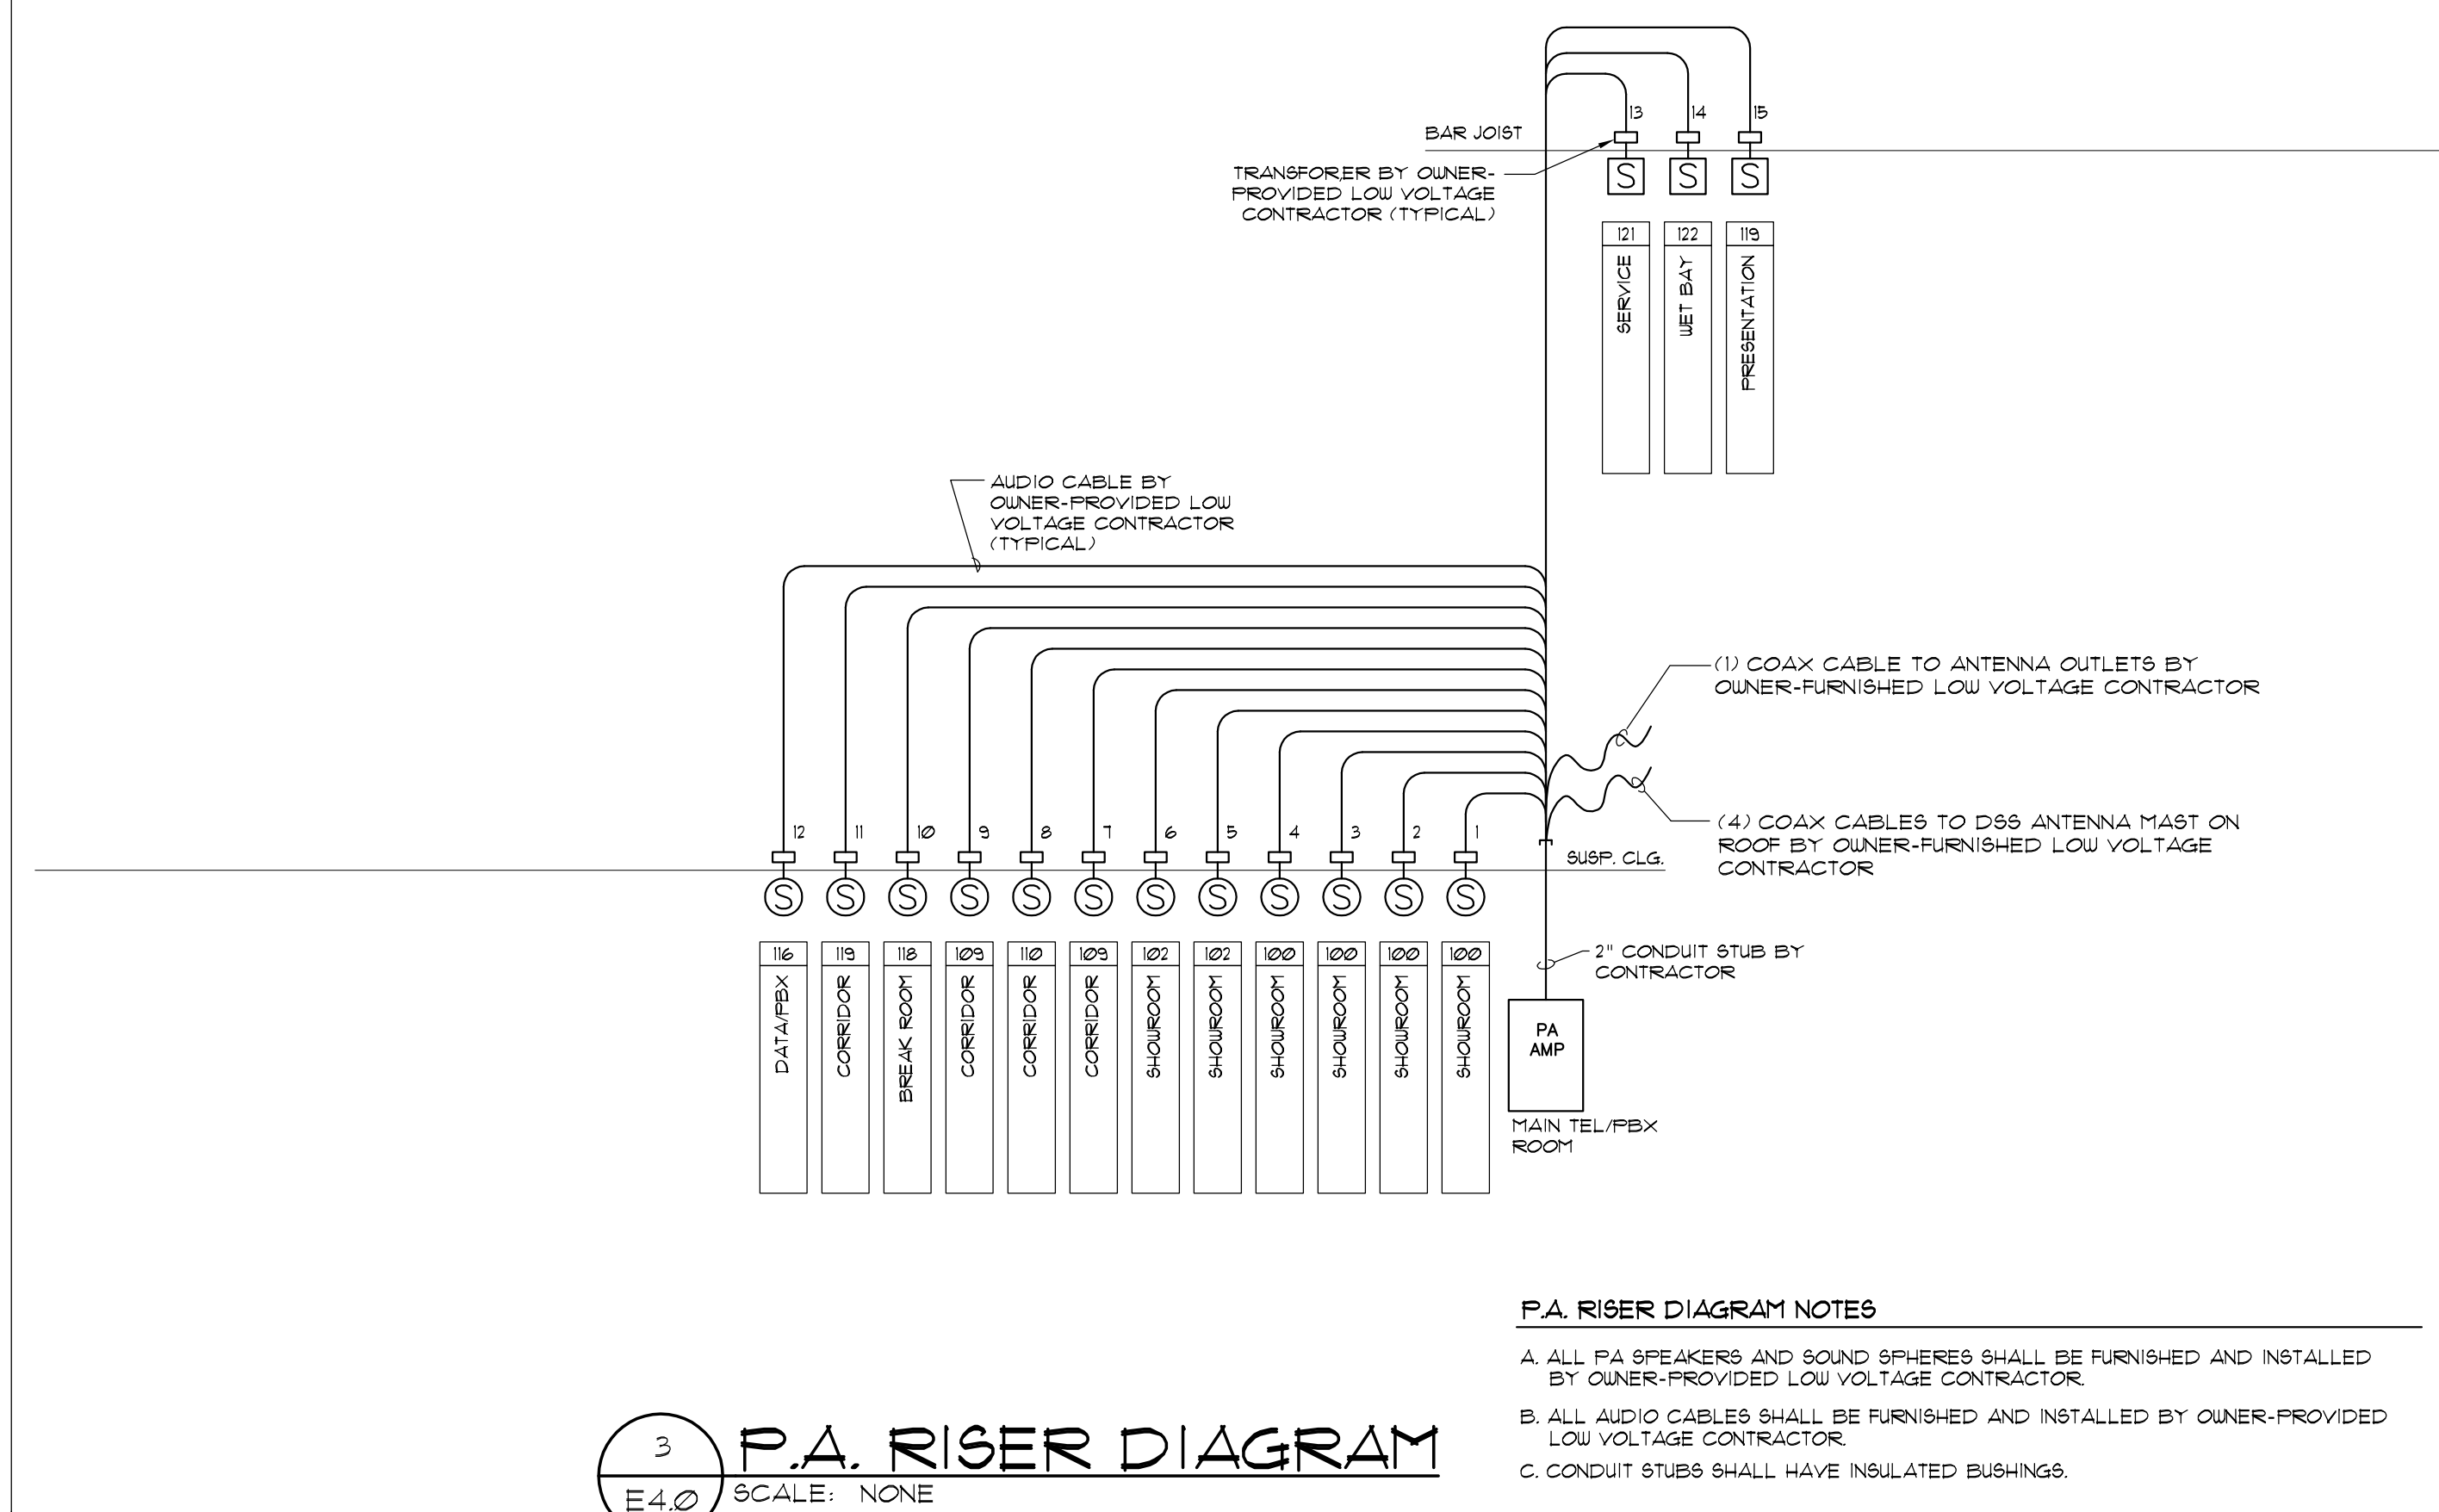 13 14 15
BAR JOIST
TRANSFOR,ER BY OWNER-
PROVIDED LOW VOLTAGE
CONTRACTOR (TYPICAL)
S S S
121 122 119
SERVICE
WET BAY
PRESENTATION
AUDIO CABLE BY
OWNER-PROVIDED LOW
VOLTAGE CONTRACTOR
(TYPICAL)
(1) COAX CABLE TO ANTENNA OUTLETS BY
OWNER-FURNISHED LOW VOLTAGE CONTRACTOR
(4) COAX CABLES TO DSS ANTENNA MAST ON
ROOF BY OWNER-FURNISHED LOW VOLTAGE
CONTRACTOR
12 11 10 9 8 7 6 5 4 3 2 1
SUSP. CLG.
S S S S S S S S S S S S
116 119 118 109 110 109 102 102 100 100 100 100
DATA/PBX
CORRIDOR
BREAK ROOM
CORRIDOR
CORRIDOR
CORRIDOR
SHOWROOM
SHOWROOM
SHOWROOM
SHOWROOM
SHOWROOM
SHOWROOM
2" CONDUIT STUB BY
CONTRACTOR
PA
AMP
MAIN TEL/PBX
ROOM
P.A. RISER DIAGRAM NOTES
A. ALL PA SPEAKERS AND SOUND SPHERES SHALL BE FURNISHED AND INSTALLED
BY OWNER-PROVIDED LOW VOLTAGE CONTRACTOR.
B. ALL AUDIO CABLES SHALL BE FURNISHED AND INSTALLED BY OWNER-PROVIDED
LOW VOLTAGE CONTRACTOR.
C. CONDUIT STUBS SHALL HAVE INSULATED BUSHINGS.
3
E4.0
P.A. RISER DIAGRAM
SCALE: NONE